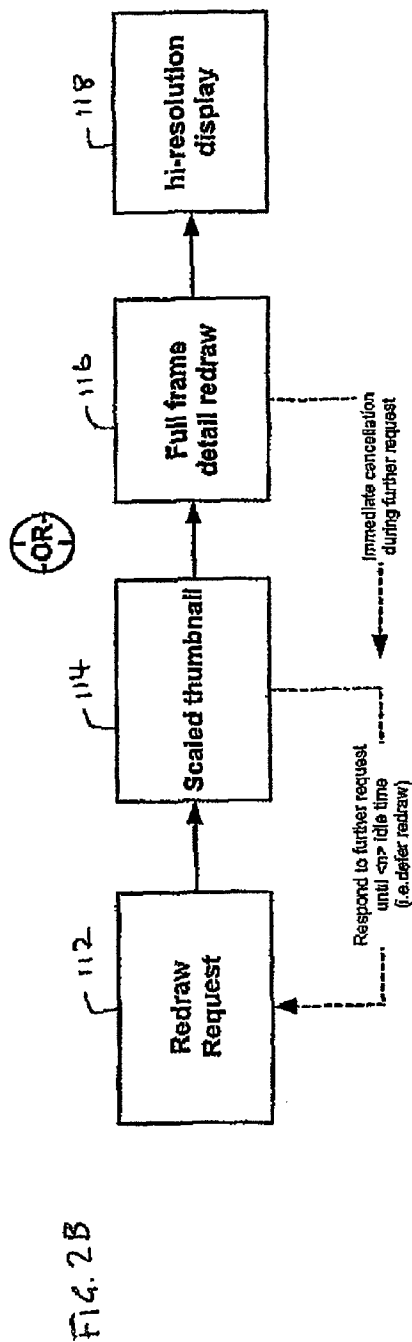 FIG. 2B
-OR-
112
Redraw
Request
114
Scaled thumbnail
116
Full frame
detail redraw
118
hi-resolution
display
Respond to further request
until <n> idle time
(i.e. defer redraw)
Immediate cancellation
during further request